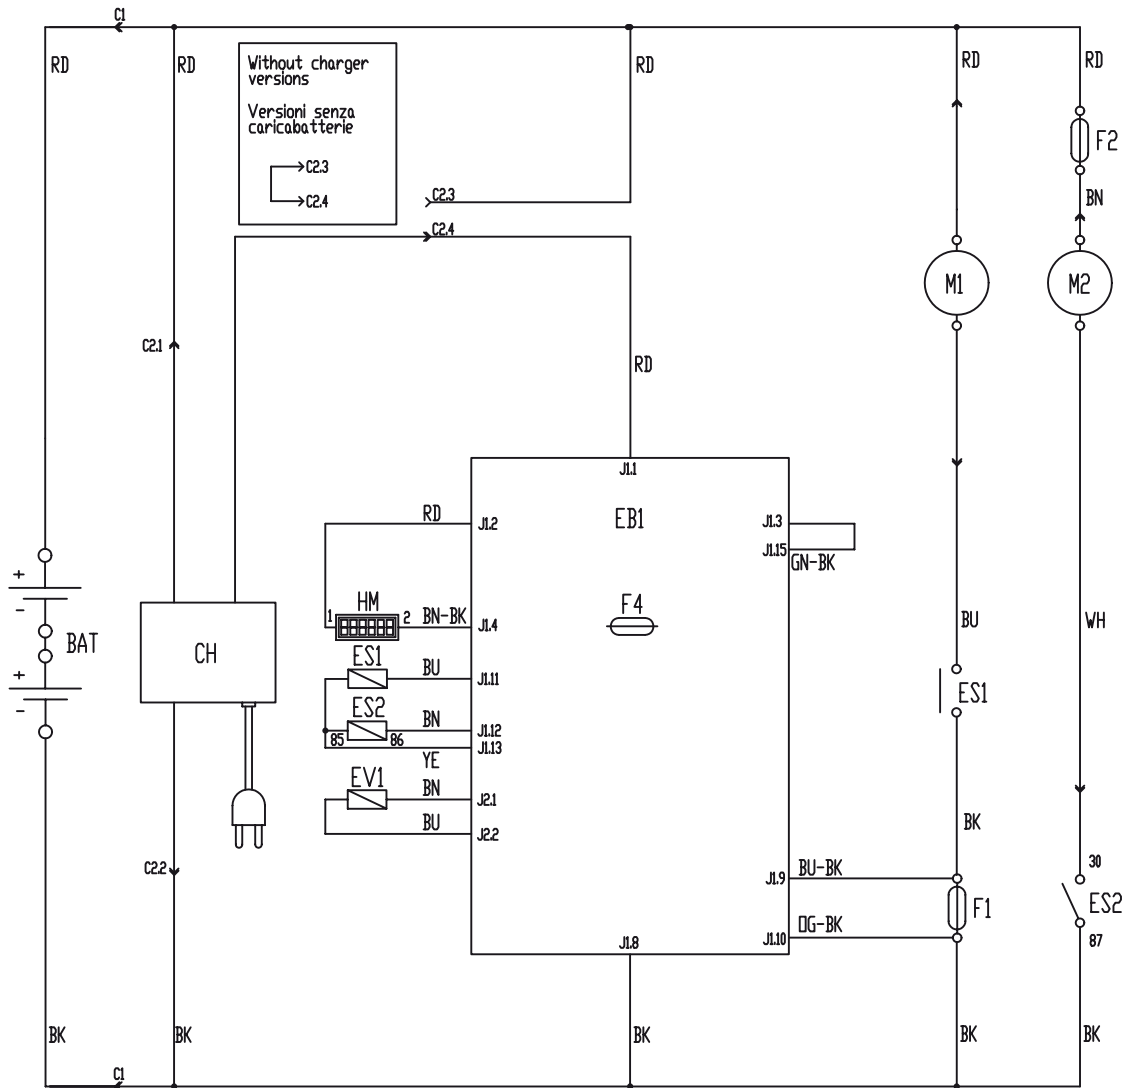 C1
RD
RD
RD
RD
RD
Without charger
versions
Versioni senza
caricabatterie
C2.3
C2.4
C2.3
C2.4
F2
BN
M1
M2
C2.1
RD
J1.1
EB1
RD
J1.2
J1.3
J1.15
GN-BK
+
-
BAT
+
-
CH
HM
1
2
BN-BK
J1.4
F4
ES1
BU
J1.11
ES2
BN
J1.12
85
86
J1.13
YE
EV1
BN
J2.1
BU
J2.2
BU
WH
ES1
BK
C2.2
J1.9
BU-BK
30
F1
ES2
J1.10
OG-BK
87
J1.8
BK
BK
BK
BK
BK
C1